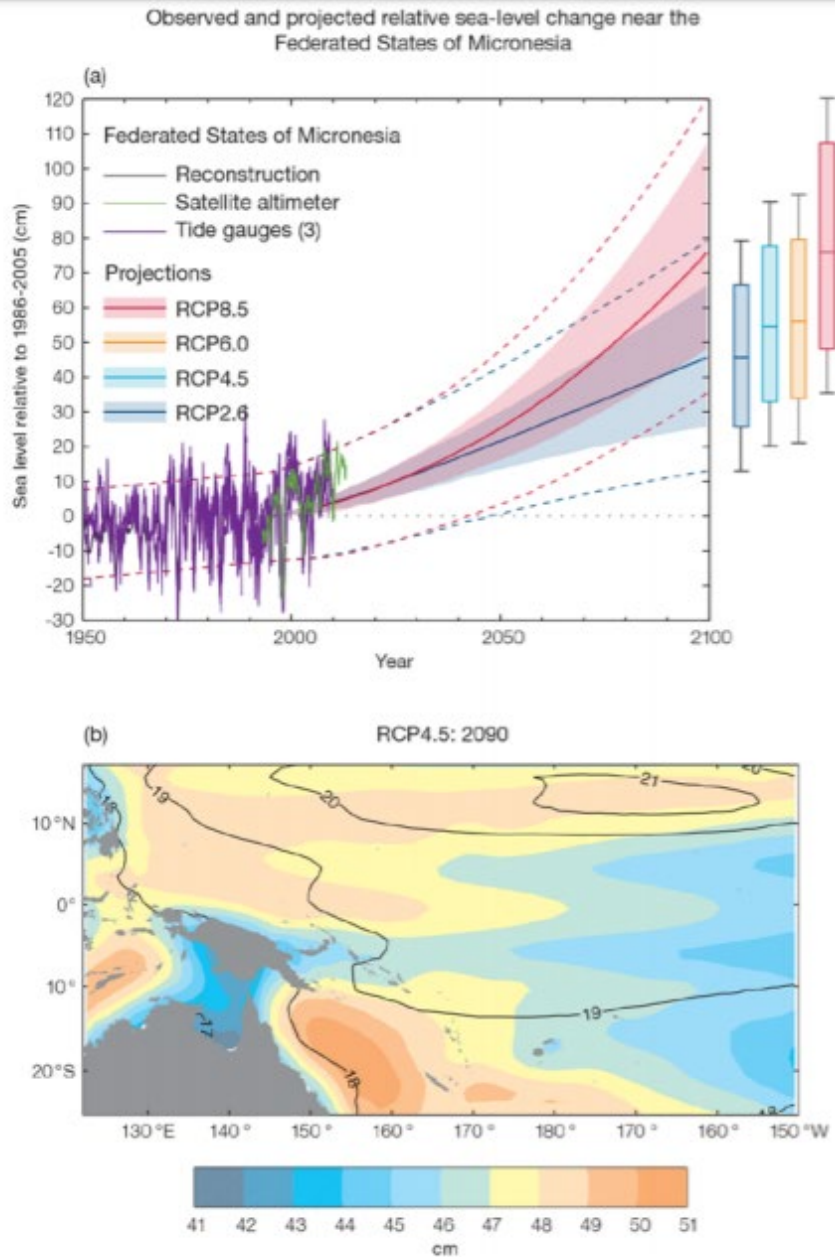 Observed and projected relative sea-level change near the
Federated States of Micronesia
(a)
120
110
100
90
80
70
60
50
40
30
20
10
0
-10
-20
-30
Sea level relative to 1986-2005 (cm)
Federated States of Micronesia
Reconstruction
Satellite altimeter
Tide gauges (3)
Projections
RCP8.5
RCP6.0
RCP4.5
RCP2.6
1950 2000 2050 2100
Year
(b) RCP4.5: 2090
18 19 20 21 20
10°N
0°
10°
20°S
17 18 19
130°E 140° 150° 160° 170° 180° 170° 160° 150°W
41 42 43 44 45 46 47 48 49 50 51
cm